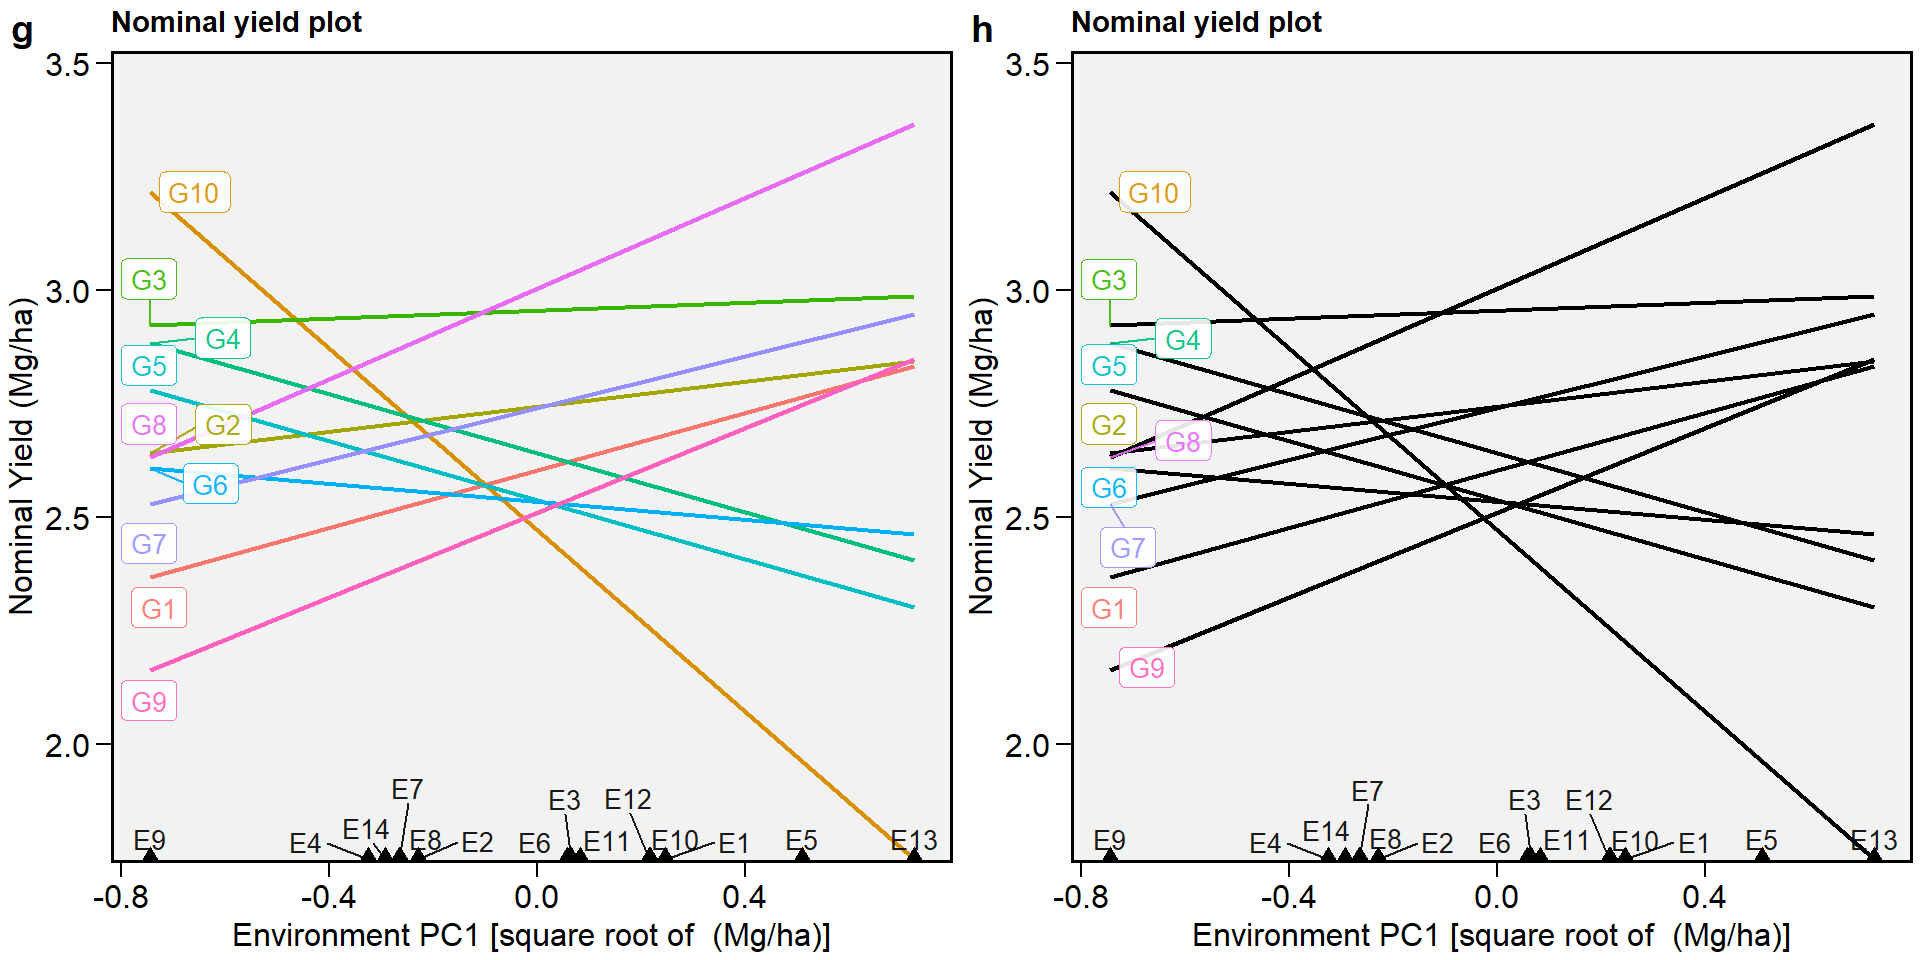 g
Nominal yield plot
Nominal Yield (Mg/ha)
3.5
3.0
2.5
2.0
G10
G3
G4
G5
G8
G2
G6
G7
G1
G9
E7
E3
E12
E9
E4
E14
E8
E2
E6
E11
E10
E1
E5
E13
-0.8
-0.4
0.0
0.4
Environment PC1 [square root of  (Mg/ha)]
h
Nominal yield plot
Nominal Yield (Mg/ha)
3.5
3.0
2.5
2.0
G10
G3
G4
G5
G2
G8
G6
G7
G1
G9
E7
E3
E12
E9
E4
E14
E8
E2
E6
E11
E10
E1
E5
E13
-0.8
-0.4
0.0
0.4
Environment PC1 [square root of  (Mg/ha)]